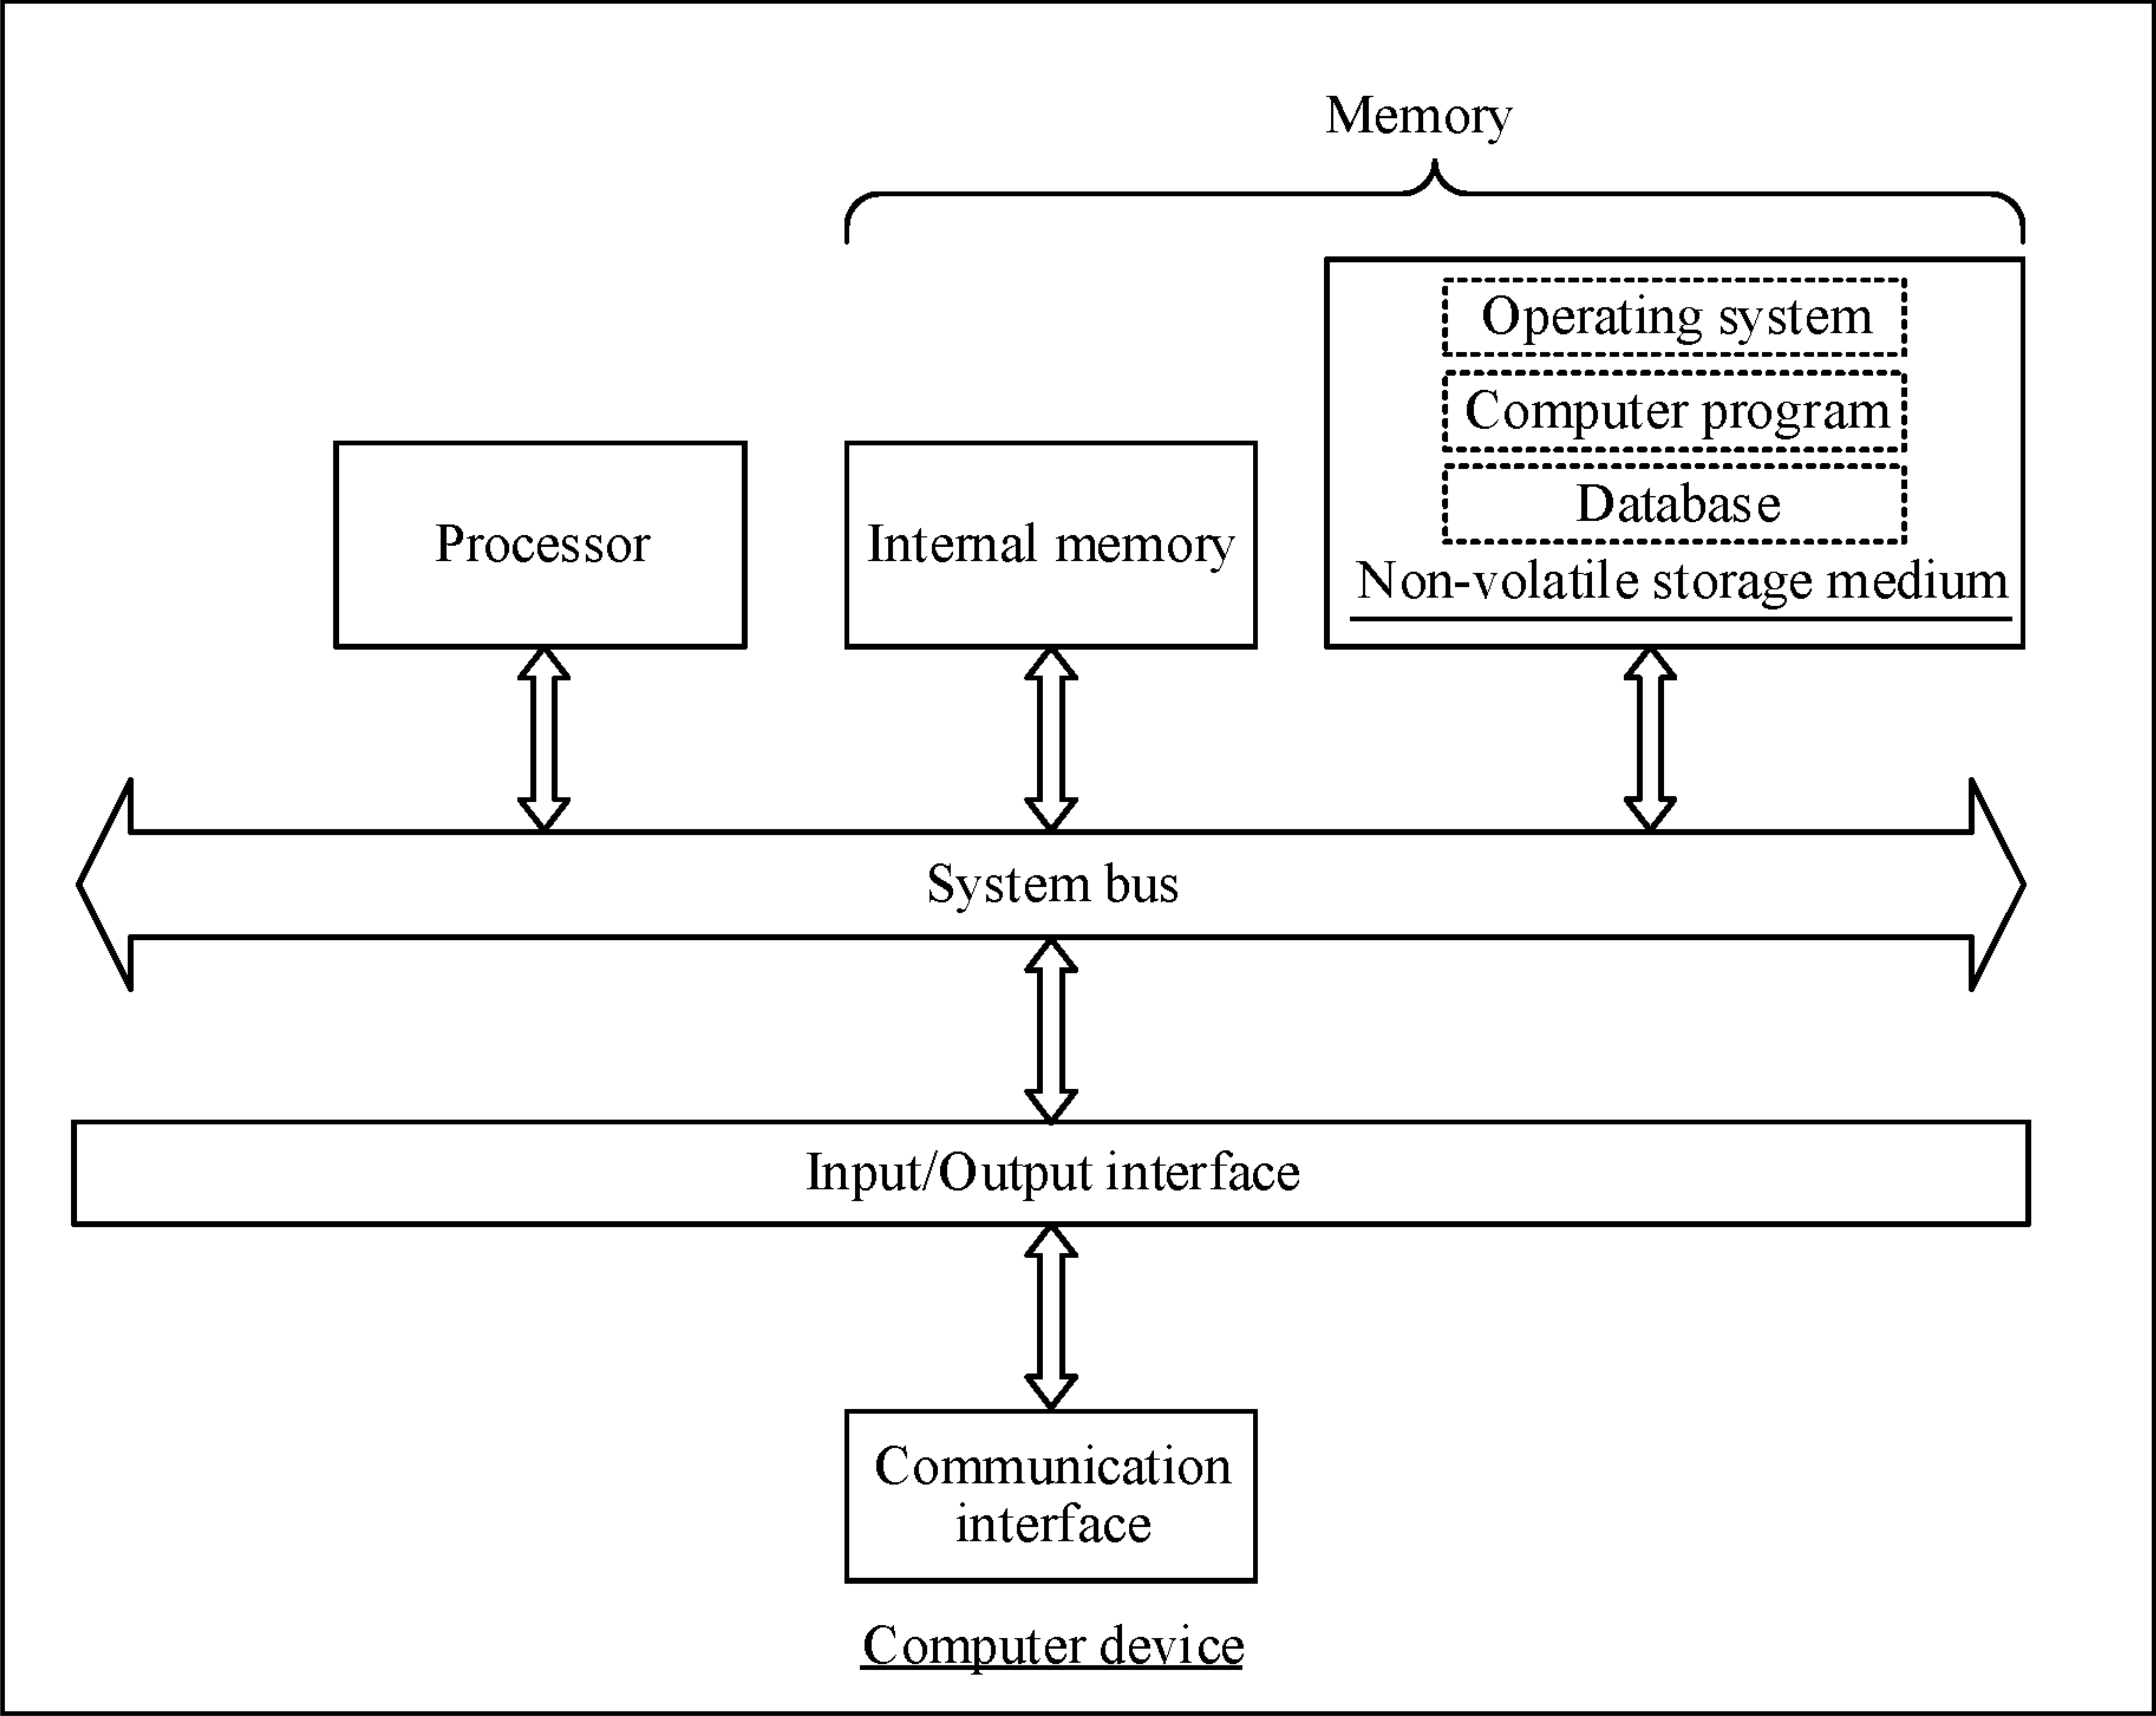 Memory
Operating system
Computer program
Database
Non-volatile storage medium
Processor
Internal memory
System bus
Input/Output interface
Communication
interface
Computer device